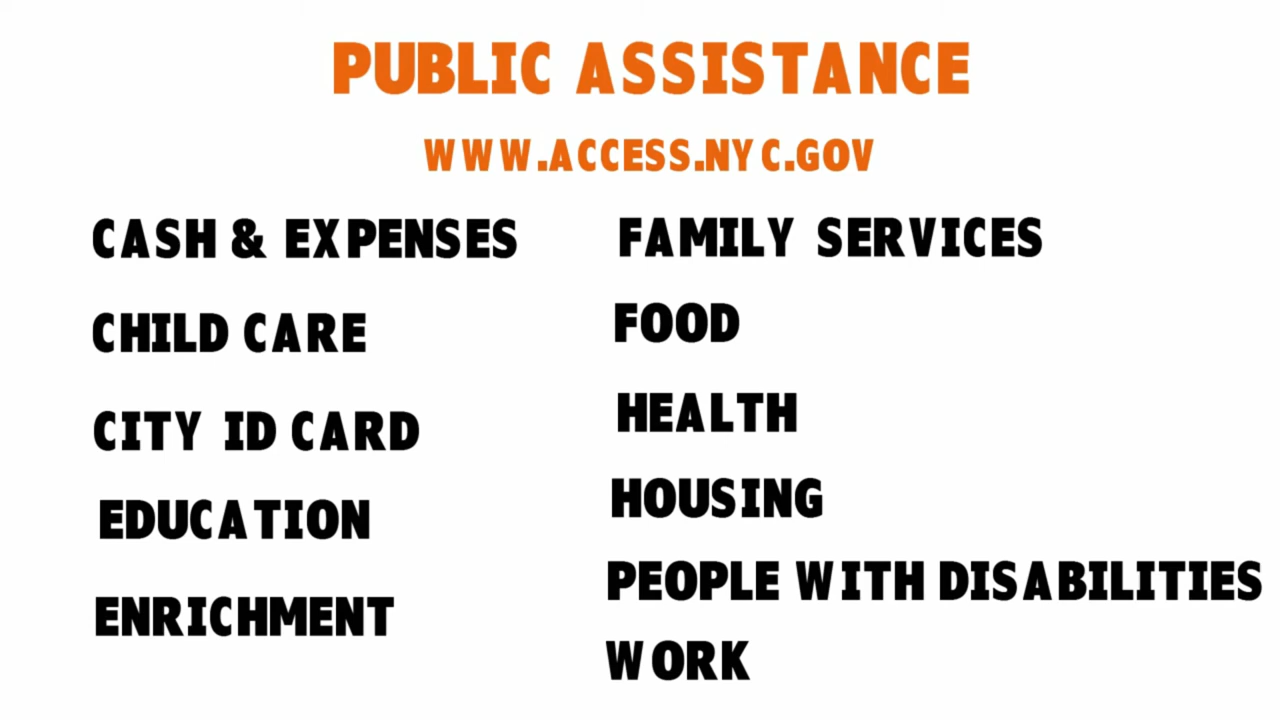 PUBLIC ASSISTANCE
WWW.ACCESS.NYC.GOV
CASH & EXPENSES
CHILD CARE
CITY ID CARD
EDUCATION
ENRICHMENT
FAMILY SERVICES
FOOD
HEALTH
HOUSING
PEOPLE WITH DISABILITIES
WORK